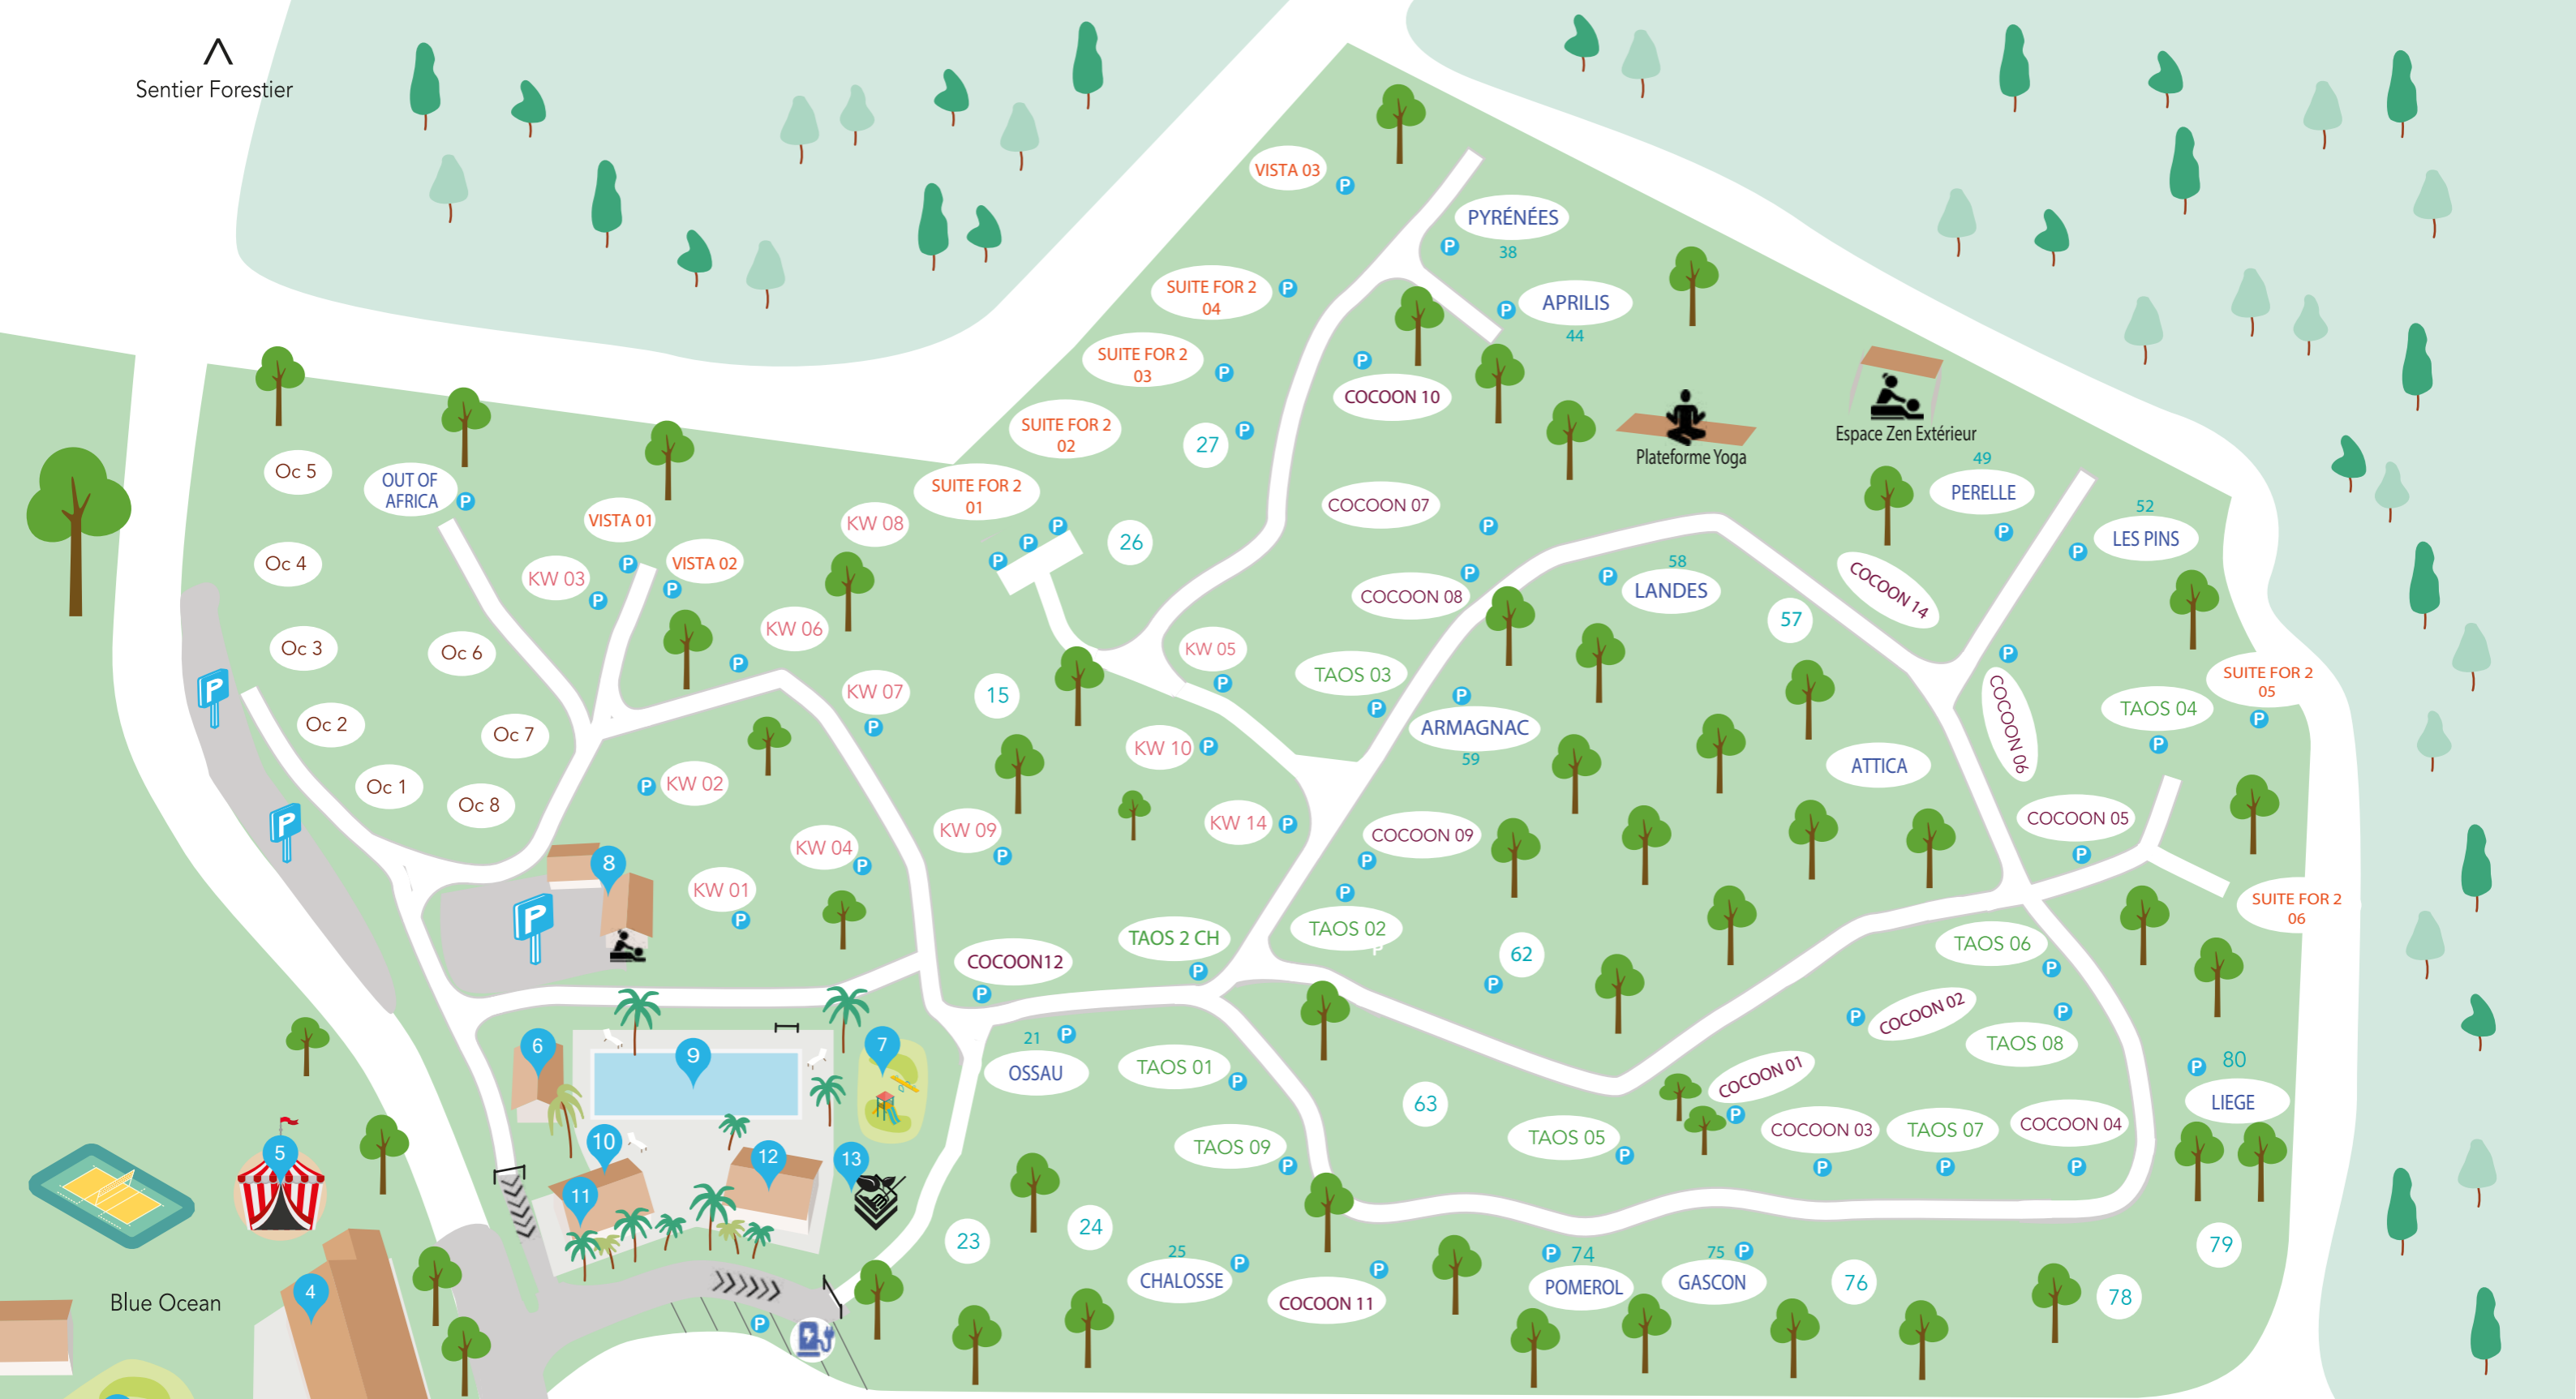 Sentier Forestier
VISTA 03
P
PYRÉNÉES
P
38
SUITE FOR 2
04
P
P
APRILIS
44
SUITE FOR 2
03
P
P
COCOON 10
SUITE FOR 2
02
27
P
Plateforme Yoga
Espace Zen Extérieur
49
PERELLE
P
52
LES PINS
P
Oc 5
OUT OF
AFRICA
P
SUITE FOR 2
01
P
P
P
26
COCOON 07
P
VISTA 01
P
VISTA 02
P
KW 08
Oc 4
KW 03
P
COCOON 08
P
58
P
LANDES
57
COCOON 14
Oc 3
Oc 6
KW 06
P
KW 05
P
P
COCOON 06
SUITE FOR 2
05
P
P
Oc 2
Oc 7
KW 07
P
15
TAOS 03
P
P
ARMAGNAC
59
TAOS 04
P
KW 10
P
ATTICA
Oc 1
Oc 8
P
KW 02
P
KW 09
P
KW 14
P
COCOON 09
P
COCOON 05
P
KW 04
P
8
P
KW 01
P
P
TAOS 02
P
SUITE FOR 2
06
COCOON12
P
TAOS 2 CH
P
62
P
TAOS 06
P
P
COCOON 02
P
TAOS 08
6
9
7
21
P
OSSAU
TAOS 01
P
63
COCOON 01
P
P
80
LIEGE
5
10
12
13
11
TAOS 09
P
TAOS 05
P
COCOON 03
P
TAOS 07
P
COCOON 04
P
23
24
25
P
CHALOSSE
P
COCOON 11
P
74
POMEROL
75
P
GASCON
76
78
79
4
Blue Ocean
P